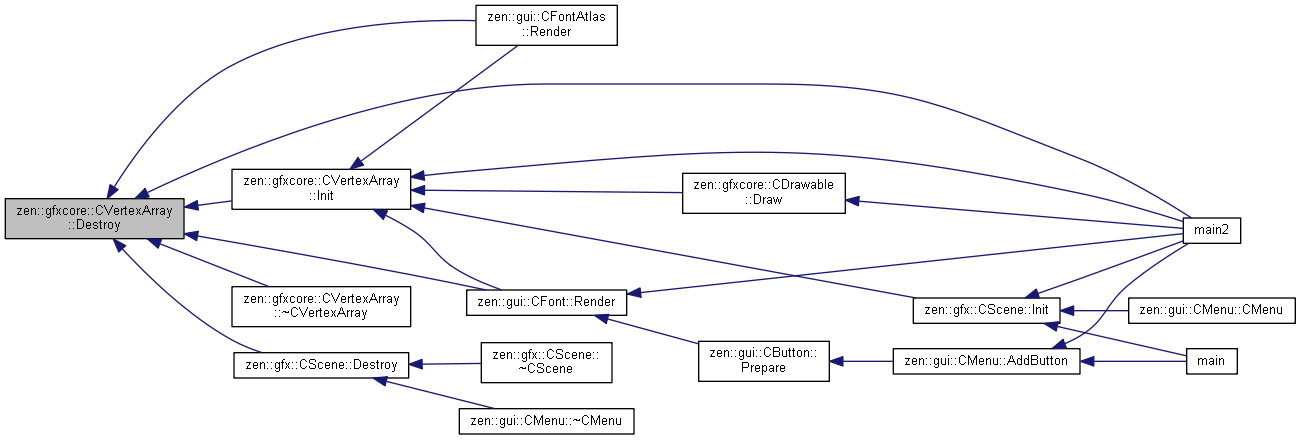 zen::gui::CFontAtlas
::Render
zen::gfxcore::CVertexArray
::Init
zen::gfxcore::CDrawable
::Draw
zen::gfxcore::CVertexArray
::Destroy
main2
zen::gfxcore::CVertexArray
::~CVertexArray
zen::gui::CFont::Render
zen::gfx::CScene::Init
zen::gui::CMenu::CMenu
zen::gfx::CScene::Destroy
zen::gfx::CScene::
~CScene
zen::gui::CButton::
Prepare
zen::gui::CMenu::AddButton
main
zen::gui::CMenu::~CMenu